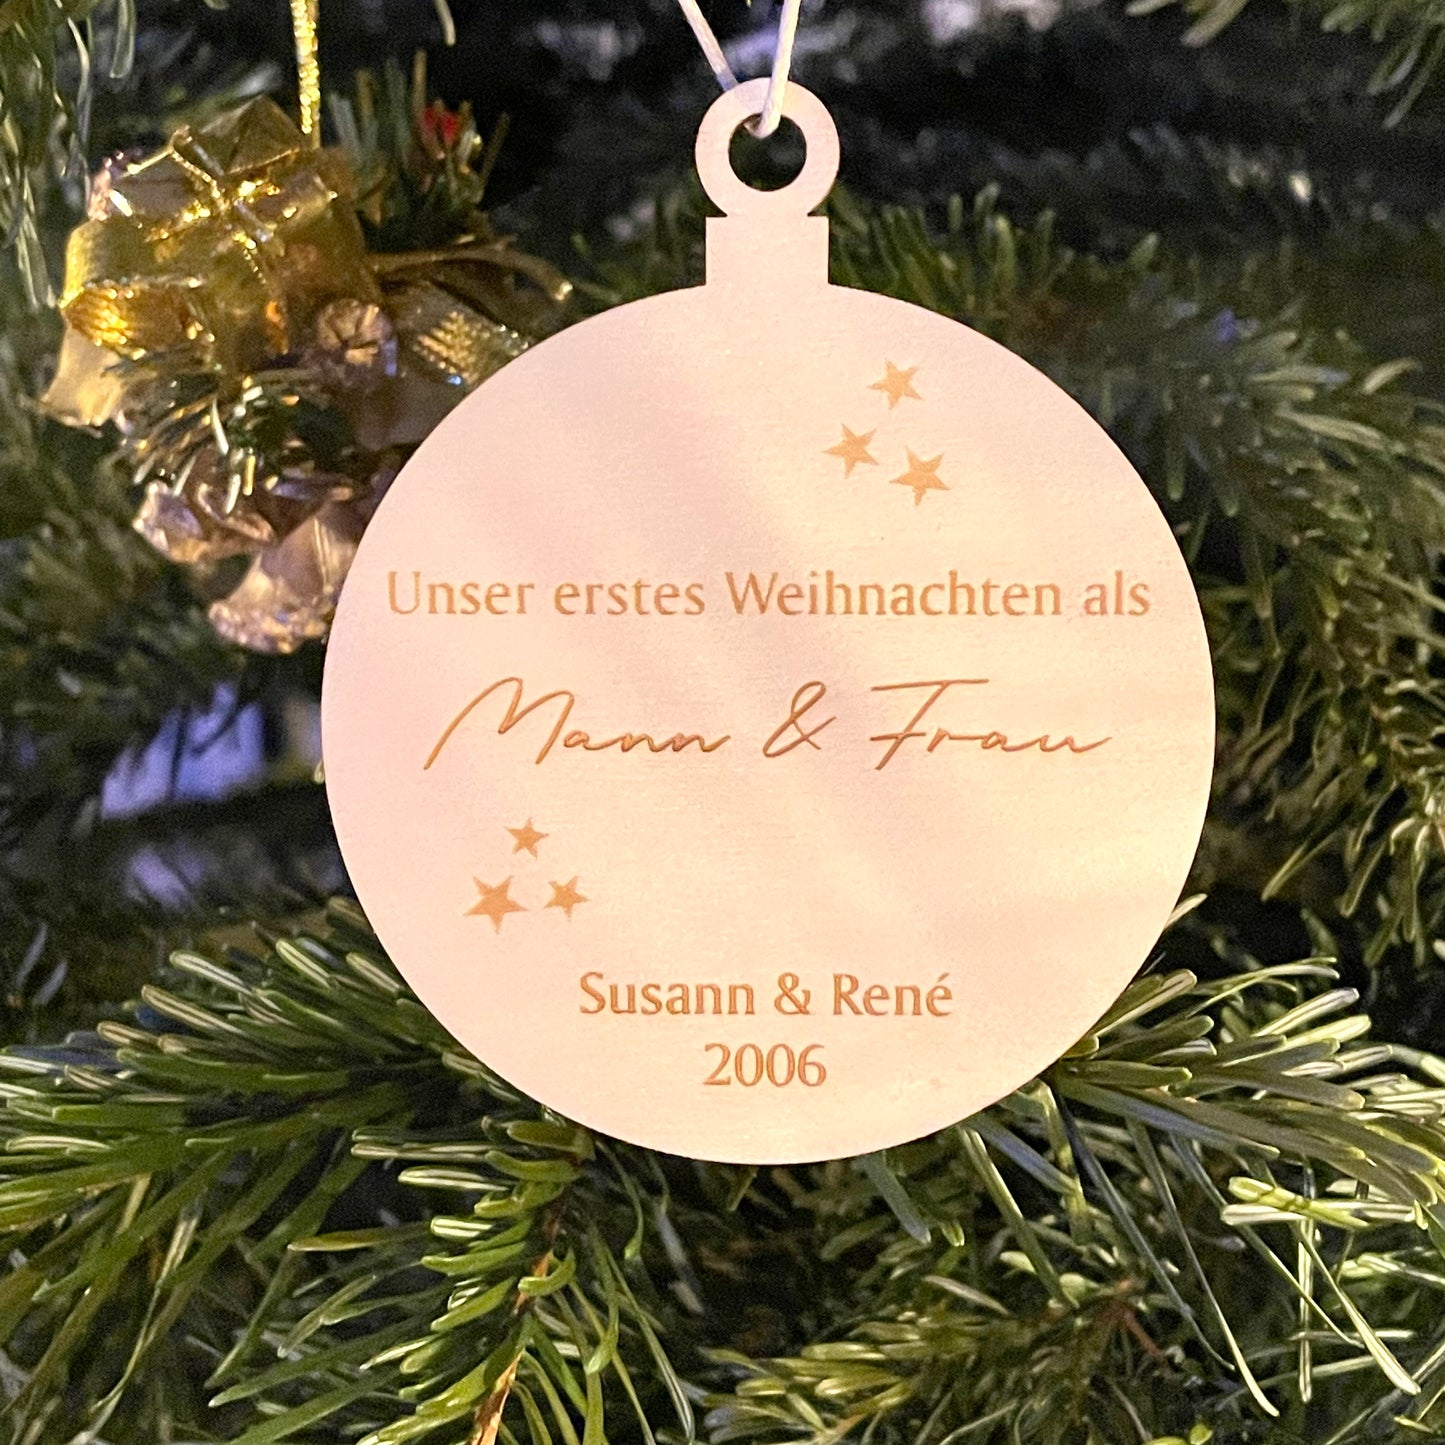 Unser erstes Weihnachten als
Mann & Frau
Susann & René
2006